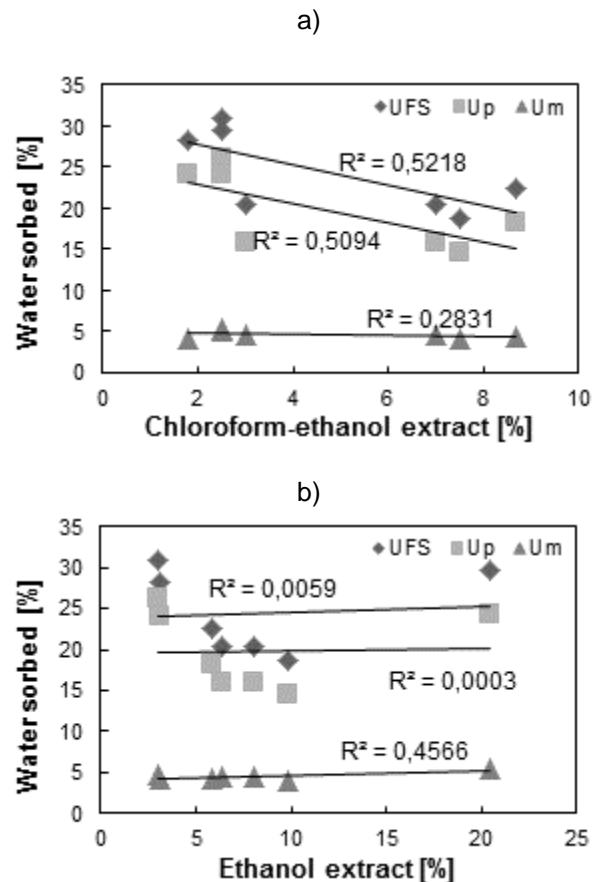 a)
35
30
25
20
15
10
5
0
Water sorbed [%]
UFS Up Um
R² = 0,5218
R² = 0,5094
R² = 0,2831
0 2 4 6 8 10
Chloroform-ethanol extract [%]
b)
35
30
25
20
15
10
5
0
Water sorbed [%]
UFS Up Um
R² = 0,0059
R² = 0,0003
R² = 0,4566
0 5 10 15 20 25
Ethanol extract [%]